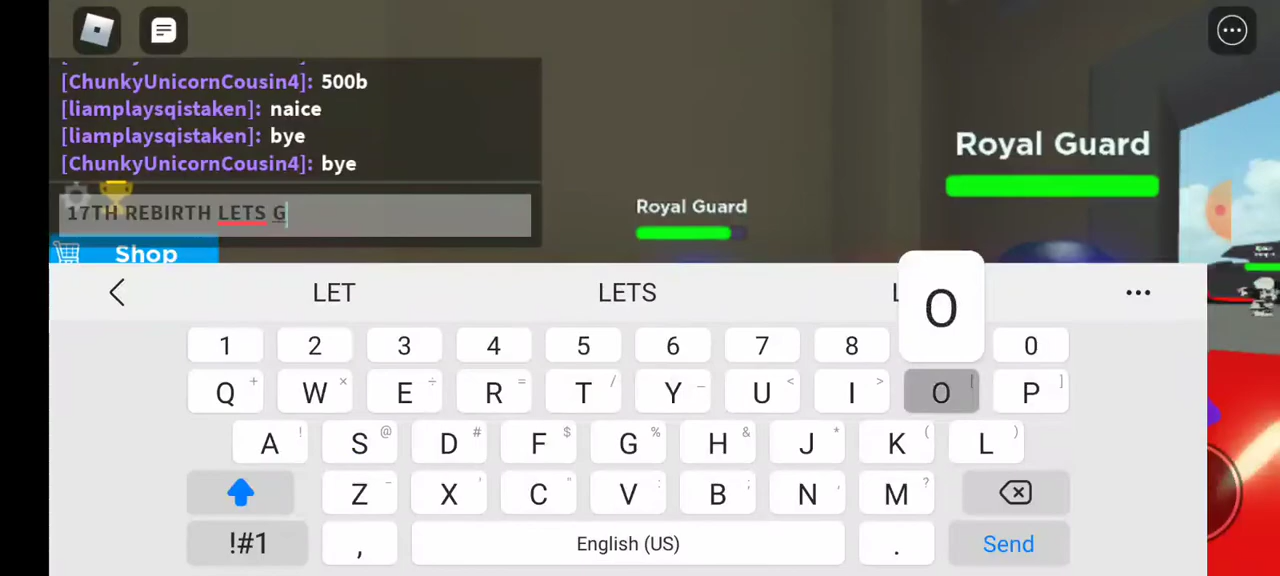 [ChunkyUnicornCousin4]: 500b
[liamplaysqistaken]: naice
[liamplaysqistaken]: bye
[ChunkyUnicornCousin4]: bye
17TH REBIRTH LETS G
Shop
Royal Guard
Royal Guard
LET LETS
O
1 2 3 4 5 6 7 8 0
Q + W × E ÷ R = T / Y _ U < I > O [ P ]
A ! S @ D # F $ G % H & J * K ( L )
Z - X ' C " V : B ; N , M ?
!#1 , English (US) . Send